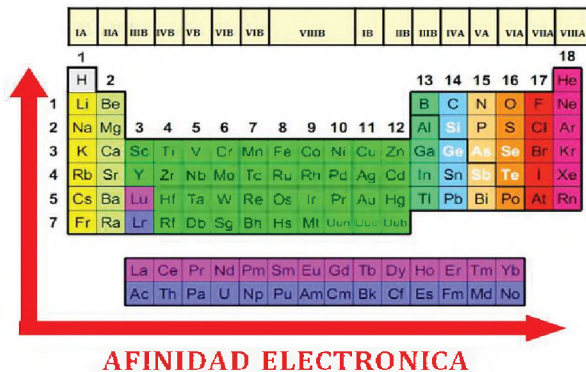 IA IIA IIIB IVB VB VIB VIB VIIIB IB IIB IIIB IVA VA VIA VIIA VIIIA
1 18
H 2 13 14 15 16 17 He
1 Li Be B C N O F Ne
2 Na Mg 3 4 5 6 7 8 9 10 11 12 Al Si P S Cl Ar
3 K Ca Sc Ti V Cr Mn Fe Co Ni Cu Zn Ga Ge As Se Br Kr
4 Rb Sr Y Zr Nb Mo Tc Ru Rh Pd Ag Cd In Sn Sb Te I Xe
5 Cs Ba Lu Hf Ta W Re Os Ir Pr Au Hg Tl Pb Bi Po At Rn
7 Fr Ra Lr Rf Db Sg Bh Hs Mt Uun Uuu Uub
La Ce Pr Nd Pm Sm Eu Gd Tb Dy Ho Er Tm Yb
Ac Th Pa U Np Pu Am Cm Bk Cf Es Fm Md No
AFINIDAD ELECTRONICA